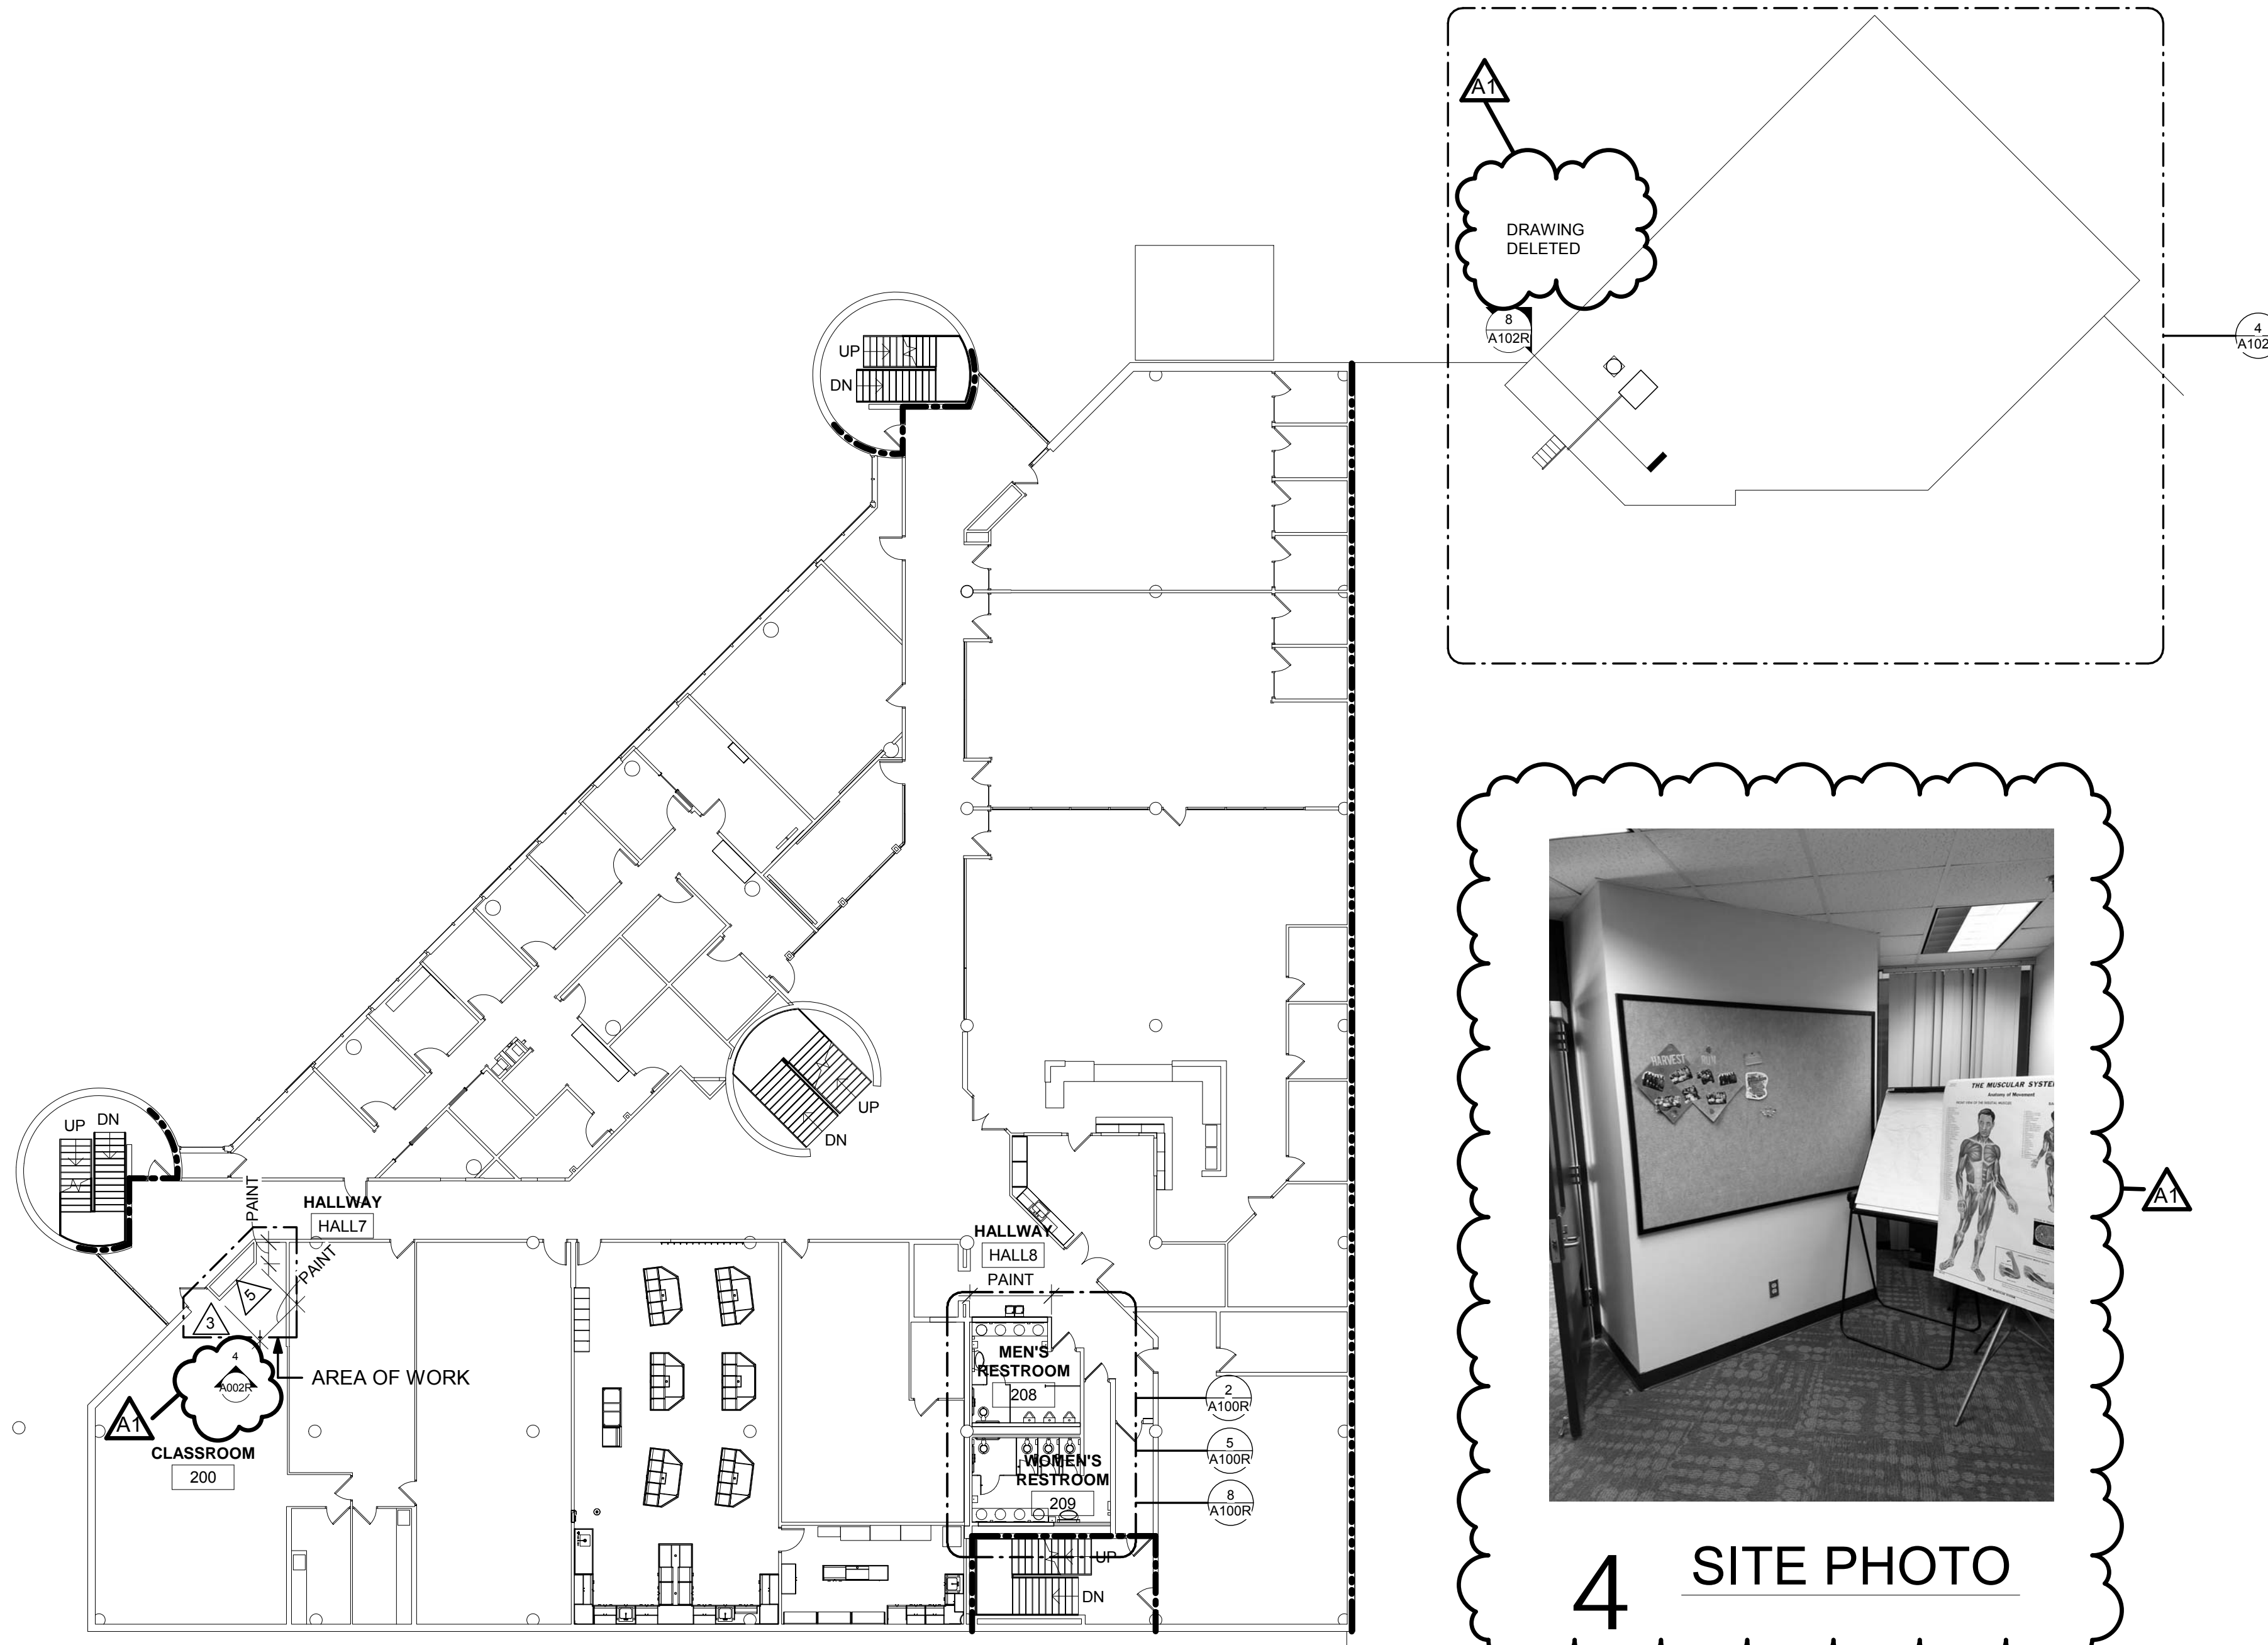 A1
DRAWING
DELETED
8
A102R
4
A102
UP
DN
UP
DN
UP
DN
PAINT
HALLWAY
HALL7
PAINT
5
3
4
A002R
A1
AREA OF WORK
CLASSROOM
200
HALLWAY
HALL8
PAINT
MEN'S
RESTROOM
208
WOMEN'S
RESTROOM
209
2
A100R
5
A100R
8
A100R
UP
DN
HARVEST
THE MUSCULAR SYSTE
Anatomy of Movement
A1
4
SITE PHOTO